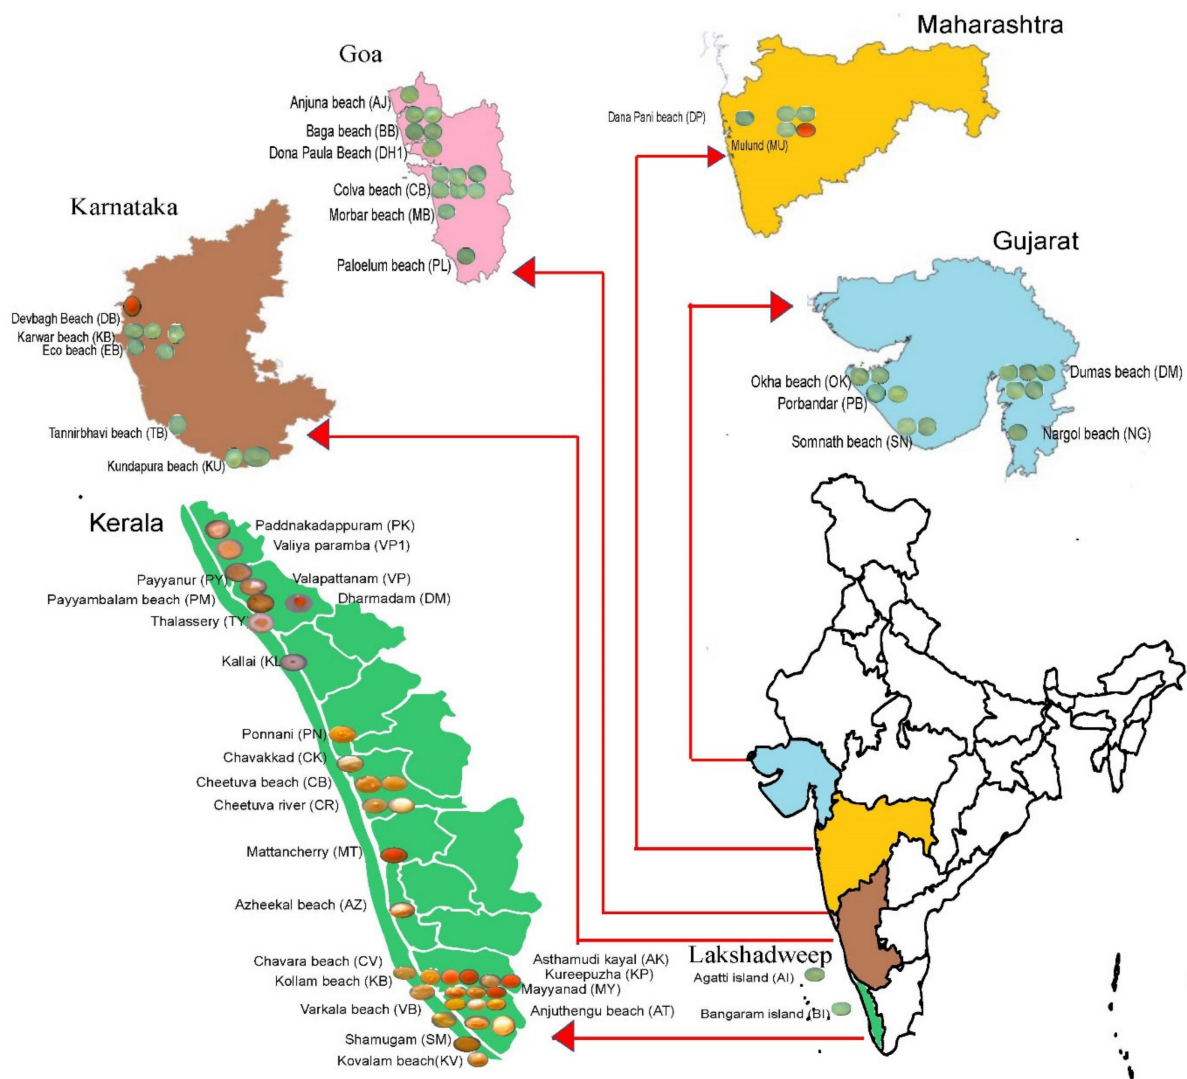 Maharashtra
Goa
Anjuna beach (AJ)
Baga beach (BB)
Dona Paula Beach (DH1)
Colva beach (CB)
Morbar beach (MB)
Paloelum beach (PL)
Dana Pani beach (DP)
Mulund (MU)
Karnataka
Devbagh Beach (DB)
Karwar beach (KB)
Eco beach (EB)
Tannirbhavi beach (TB)
Kundapura beach (KU)
Gujarat
Okha beach (OK)
Porbandar (PB)
Somnath beach (SN)
Dumas beach (DM)
Nargol beach (NG)
Kerala
Paddnakadappuram (PK)
Valiya paramba (VP1)
Payyanur (PY)
Valapattanam (VP)
Payyambalam beach (PM)
Dharmadam (DM)
Thalassery (TY)
Kallai (KL
Ponnani (PN)
Chavakkad (CK)
Cheetuva beach (CB)
Cheetuva river (CR)
Mattancherry (MT)
Azheekal beach (AZ)
Chavara beach (CV)
Kollam beach (KB)
Varkala beach (VB)
Shamugam (SM)
Kovalam beach(KV)
Asthamudi kayal (AK)
Kureepuzha (KP)
Mayyanad (MY)
Anjuthengu beach (AT)
Lakshadweep
Agatti island (AI)
Bangaram island (BI)